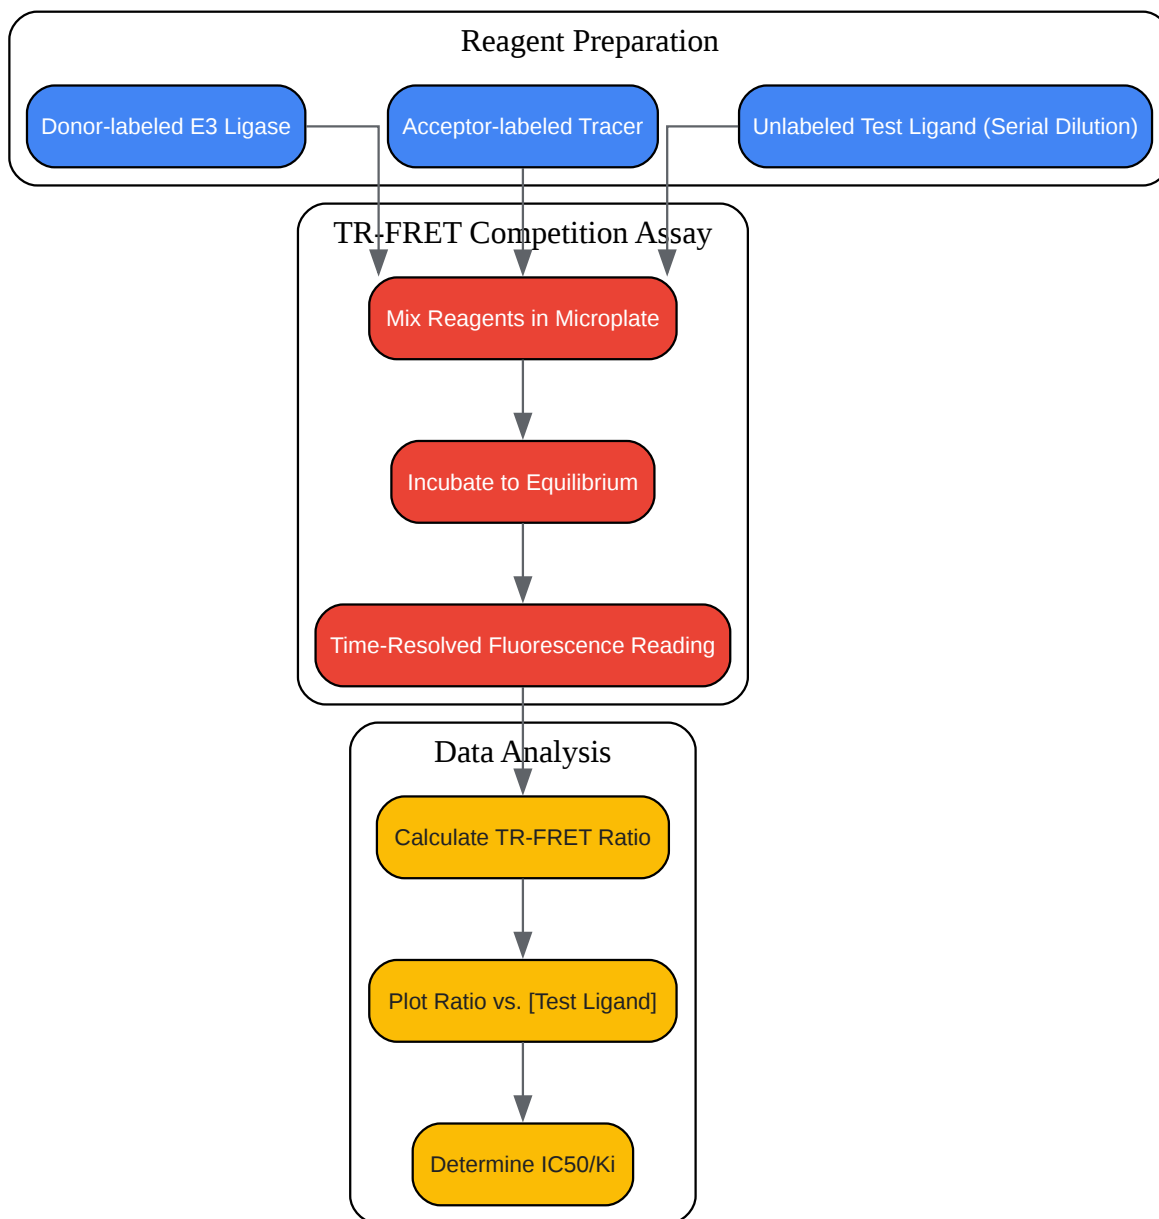 Reagent Preparation
Donor-labeled E3 Ligase
Acceptor-labeled Tracer
Unlabeled Test Ligand (Serial Dilution)
TR-FRET Competition Assay
Mix Reagents in Microplate
Incubate to Equilibrium
Time-Resolved Fluorescence Reading
Data Analysis
Calculate TR-FRET Ratio
Plot Ratio vs. [Test Ligand]
Determine IC50/Ki